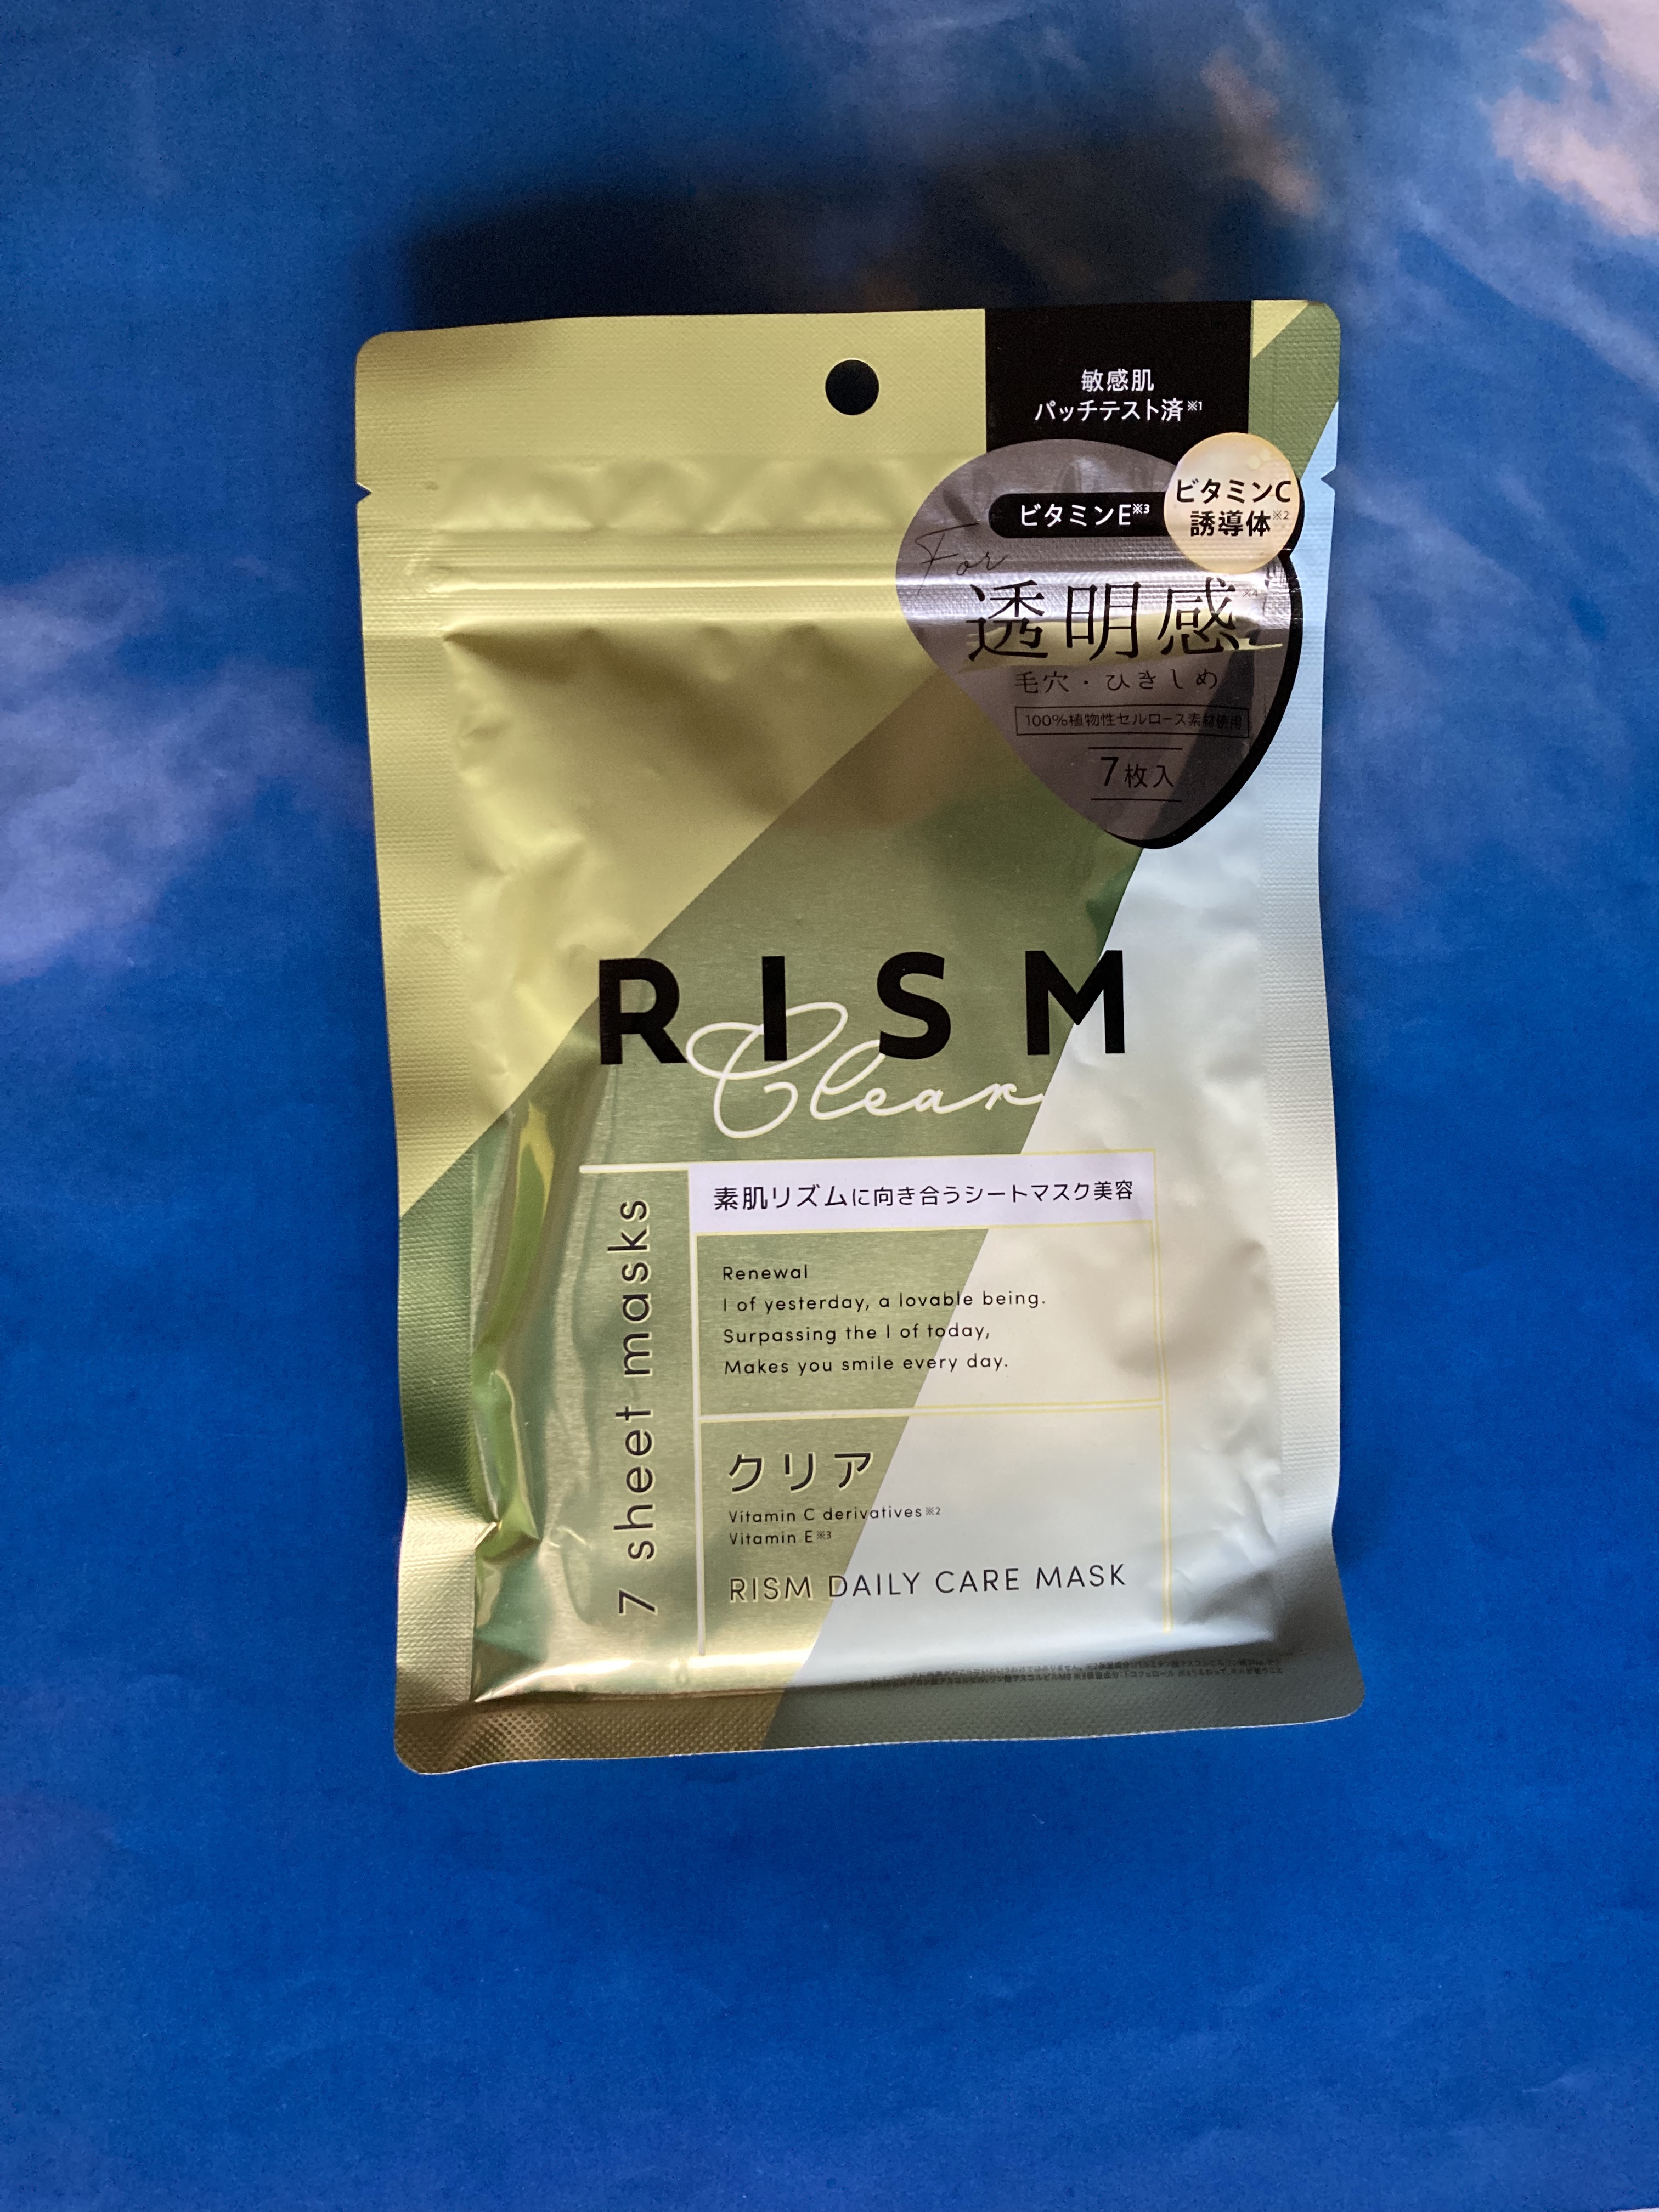 敏感肌
パッチテスト済※1
ビタミンC
誘導体※2
ビタミンE※3
For
透明感※4
毛穴・ひきしめ
100%植物性セルロース素材使用
7枚入
RISM
Clear
素肌リズムに向き合うシートマスク美容
7 sheet masks
Renewal
I of yesterday, a lovable being.
Surpassing the I of today,
Makes you smile every day.
クリア
Vitamin C derivatives※2
Vitamin E※3
RISM DAILY CARE MASK